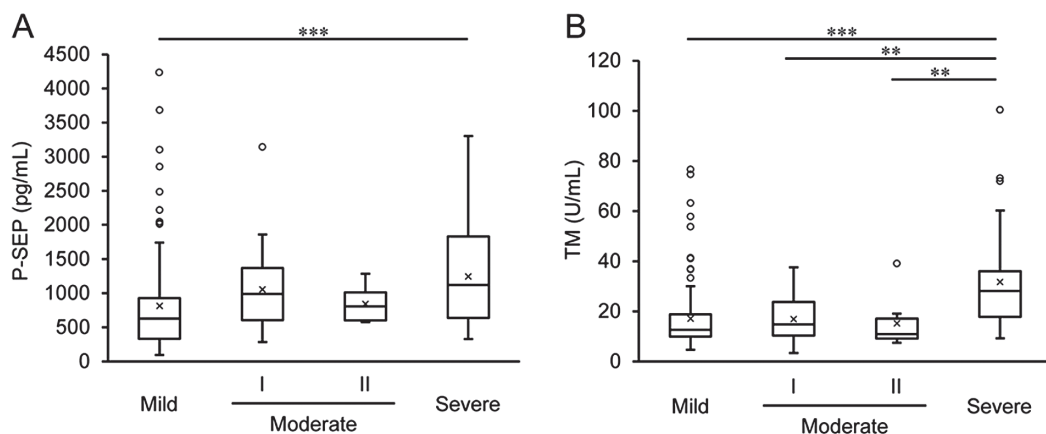 A
***
P-SEP (pg/mL)
4500
4000
3500
3000
2500
2000
1500
1000
500
0
Mild
I
II
Severe
Moderate
B
***
**
**
TM (U/mL)
120
100
80
60
40
20
0
Mild
I
II
Severe
Moderate